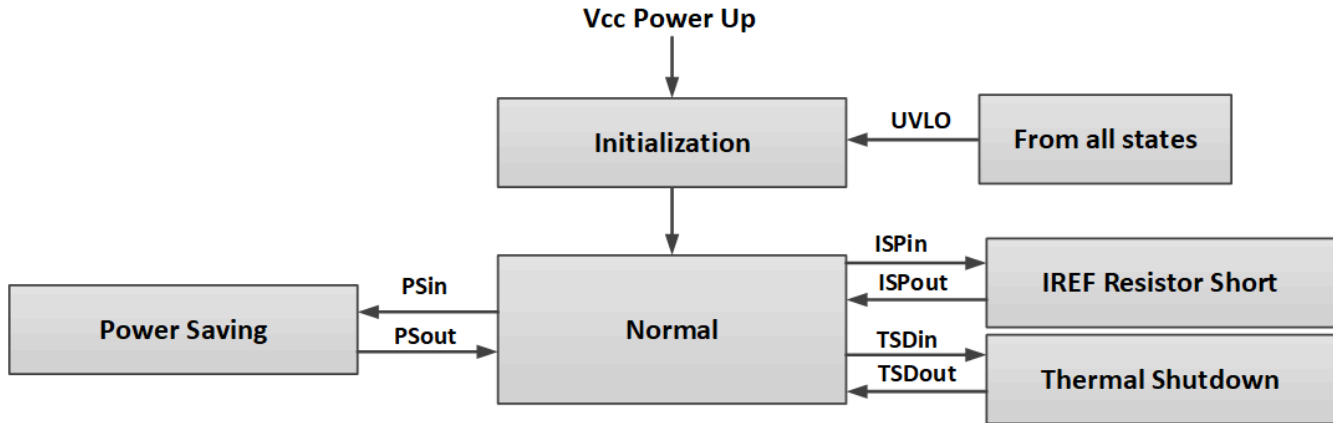 Vcc Power Up
Initialization
UVLO
From all states
Power Saving
PSin
PSout
Normal
ISPin
ISPout
IREF Resistor Short
TSDin
TSDout
Thermal Shutdown